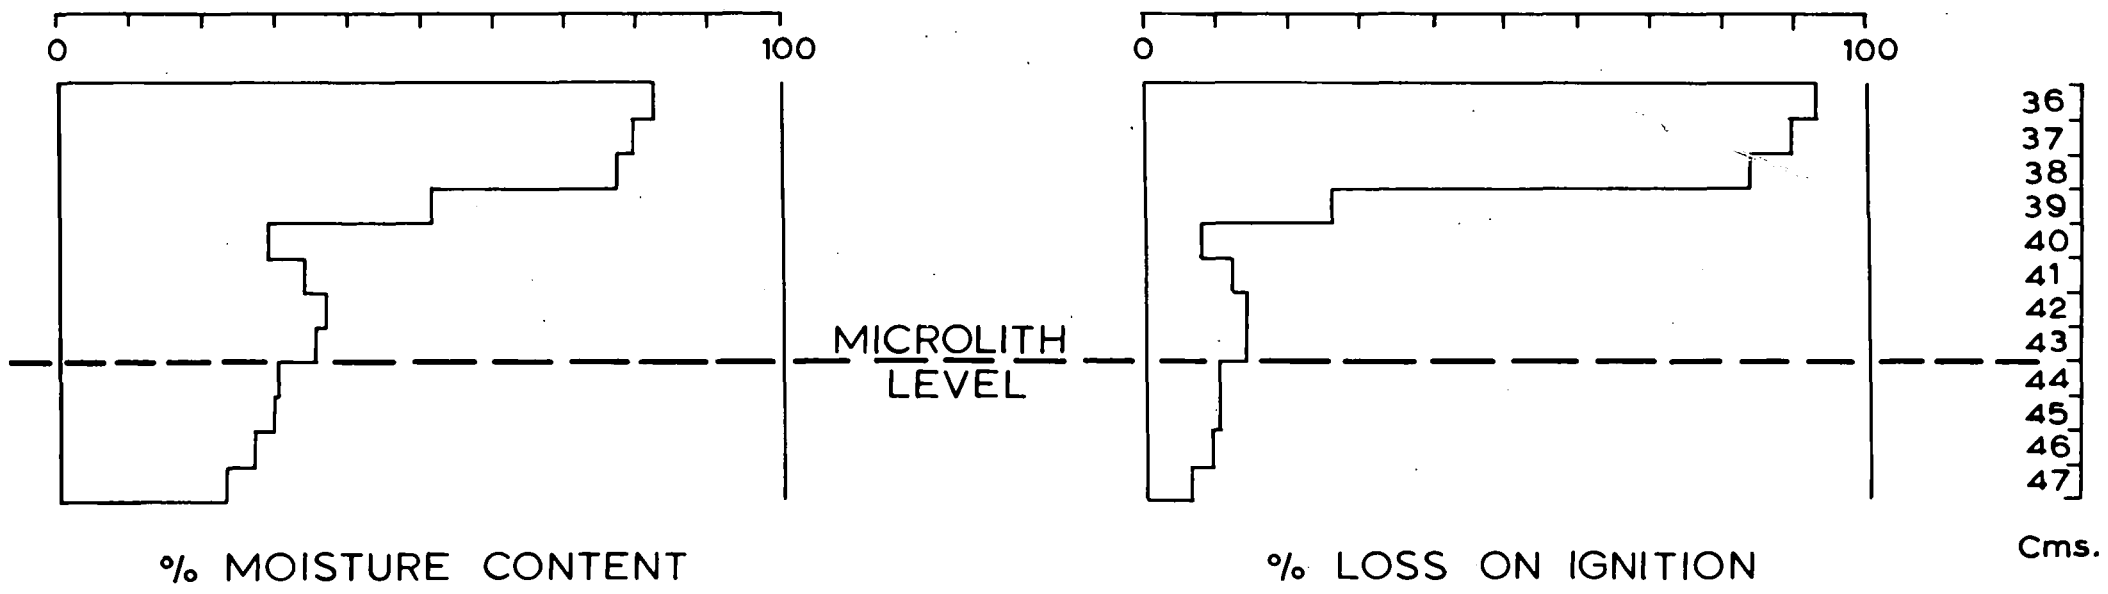 0 100
0 100
36
37
38
39
40
41
42
43
44
45
46
47
MICROLITH
LEVEL
% MOISTURE CONTENT
% LOSS ON IGNITION
Cms.